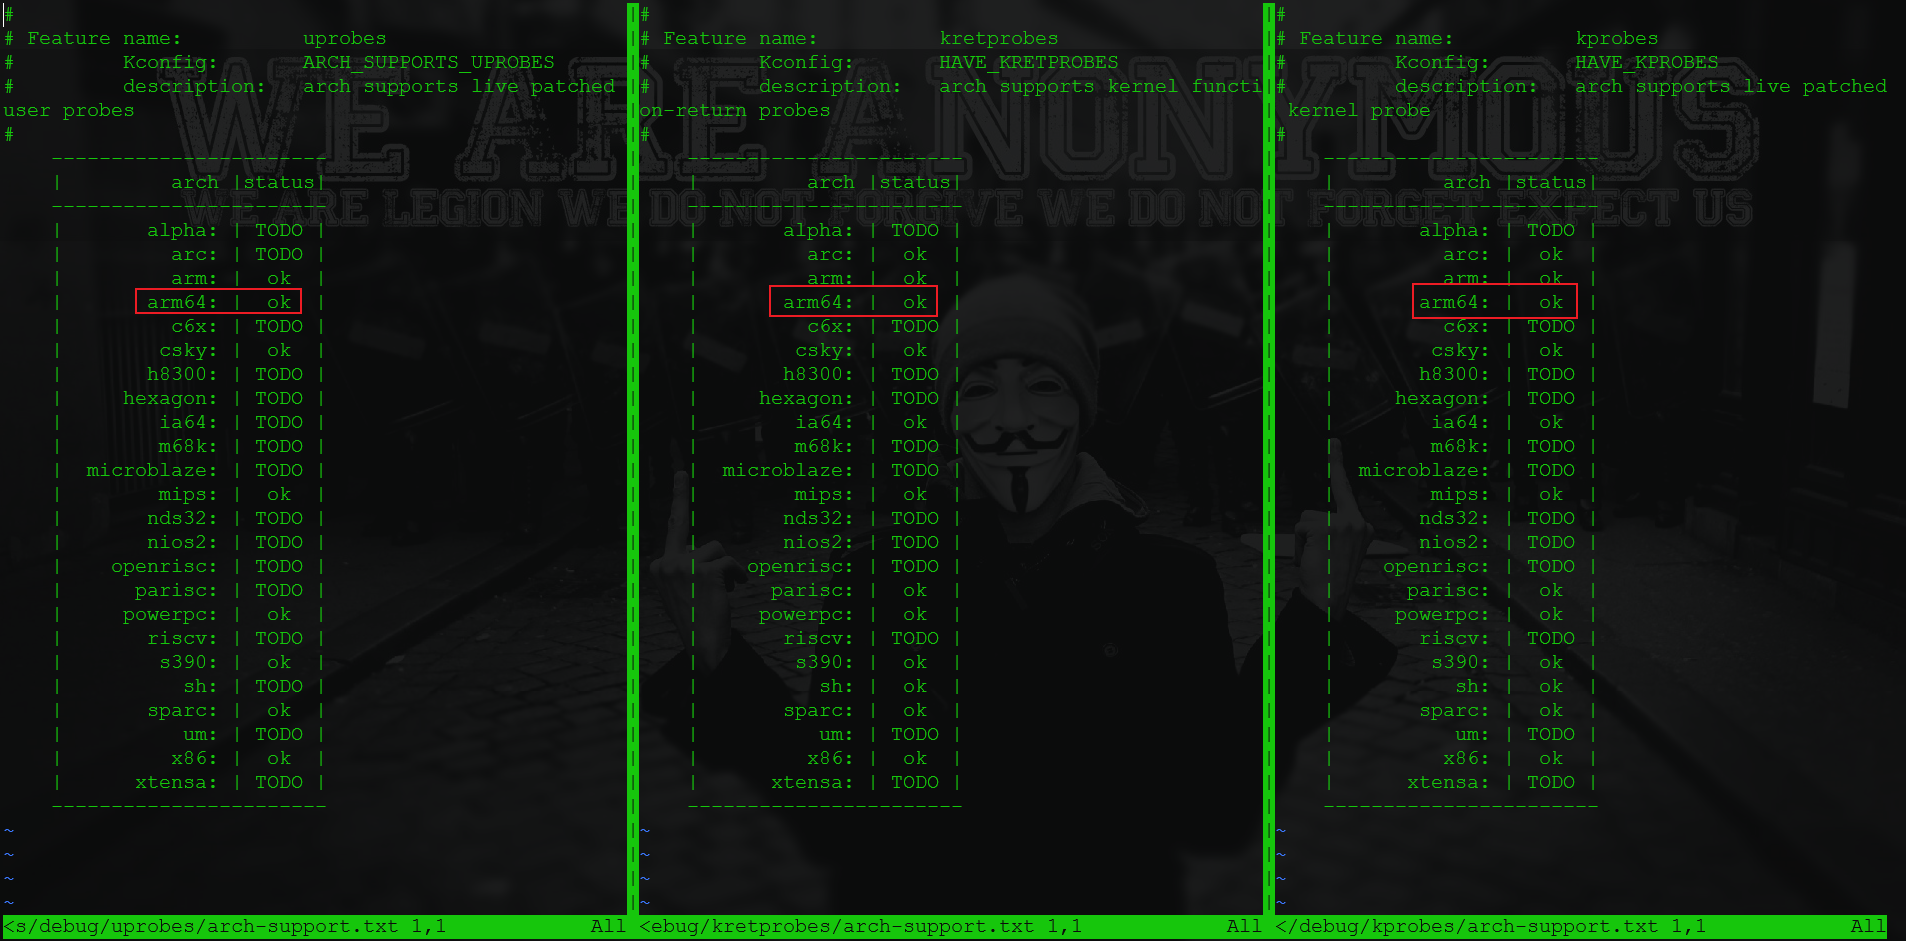 #
# Feature name:          uprobes
#         Kconfig:       ARCH_SUPPORTS_UPROBES
#         description:   arch supports live patched
user probes
#
    -----------------------
    |         arch |status|
    -----------------------
    |       alpha: | TODO |
    |         arc: | TODO |
    |         arm: |  ok  |
    |       arm64: |  ok  |
    |         c6x: | TODO |
    |        csky: |  ok  |
    |       h8300: | TODO |
    |     hexagon: | TODO |
    |        ia64: | TODO |
    |        m68k: | TODO |
    |  microblaze: | TODO |
    |        mips: |  ok  |
    |       nds32: | TODO |
    |       nios2: | TODO |
    |    openrisc: | TODO |
    |      parisc: | TODO |
    |     powerpc: |  ok  |
    |       riscv: | TODO |
    |        s390: |  ok  |
    |          sh: | TODO |
    |       sparc: |  ok  |
    |          um: | TODO |
    |         x86: |  ok  |
    |      xtensa: | TODO |
    -----------------------
~
~
~
~
<s/debug/uprobes/arch-support.txt 1,1            All
#
# Feature name:          kretprobes
#         Kconfig:       HAVE_KRETPROBES
#         description:   arch supports kernel functi
on-return probes
#
    -----------------------
    |         arch |status|
    -----------------------
    |       alpha: | TODO |
    |         arc: |  ok  |
    |         arm: |  ok  |
    |       arm64: |  ok  |
    |         c6x: | TODO |
    |        csky: |  ok  |
    |       h8300: | TODO |
    |     hexagon: | TODO |
    |        ia64: |  ok  |
    |        m68k: | TODO |
    |  microblaze: | TODO |
    |        mips: |  ok  |
    |       nds32: | TODO |
    |       nios2: | TODO |
    |    openrisc: | TODO |
    |      parisc: |  ok  |
    |     powerpc: |  ok  |
    |       riscv: | TODO |
    |        s390: |  ok  |
    |          sh: |  ok  |
    |       sparc: |  ok  |
    |          um: | TODO |
    |         x86: |  ok  |
    |      xtensa: | TODO |
    -----------------------
~
~
~
~
<ebug/kretprobes/arch-support.txt 1,1            All
#
# Feature name:          kprobes
#         Kconfig:       HAVE_KPROBES
#         description:   arch supports live patched
 kernel probe
#
    -----------------------
    |         arch |status|
    -----------------------
    |       alpha: | TODO |
    |         arc: |  ok  |
    |         arm: |  ok  |
    |       arm64: |  ok  |
    |         c6x: | TODO |
    |        csky: |  ok  |
    |       h8300: | TODO |
    |     hexagon: | TODO |
    |        ia64: |  ok  |
    |        m68k: | TODO |
    |  microblaze: | TODO |
    |        mips: |  ok  |
    |       nds32: | TODO |
    |       nios2: | TODO |
    |    openrisc: | TODO |
    |      parisc: |  ok  |
    |     powerpc: |  ok  |
    |       riscv: | TODO |
    |        s390: |  ok  |
    |          sh: |  ok  |
    |       sparc: |  ok  |
    |          um: | TODO |
    |         x86: |  ok  |
    |      xtensa: | TODO |
    -----------------------
~
~
~
~
</debug/kprobes/arch-support.txt 1,1            All
WE ARE ANONYMOUS
WE ARE LEGION WE DO NOT FORGIVE WE DO NOT FORGET EXPECT US